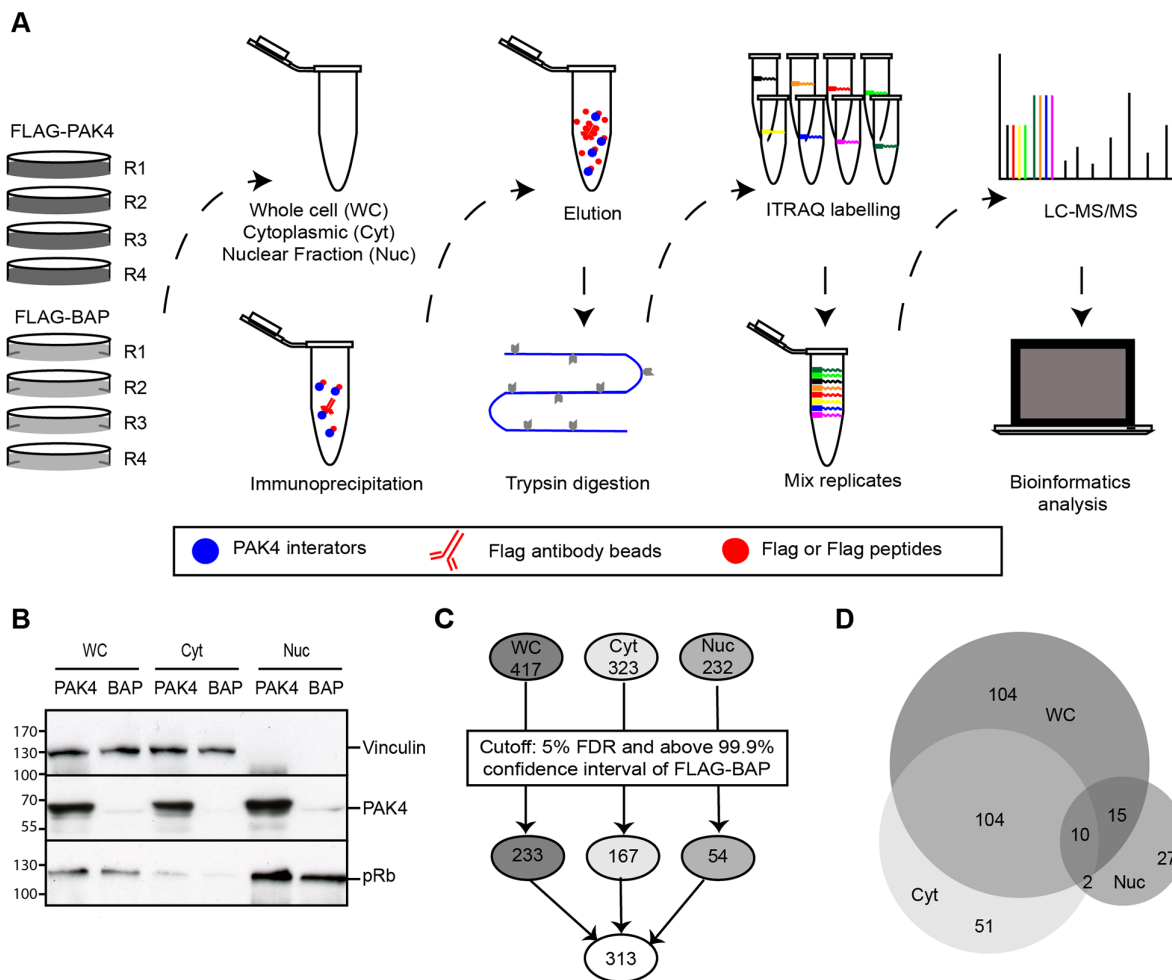 A
FLAG-PAK4
R1
R2
R3
R4
FLAG-BAP
R1
R2
R3
R4
Whole cell (WC)
Cytoplasmic (Cyt)
Nuclear Fraction (Nuc)
Immunoprecipitation
Elution
Trypsin digestion
ITRAQ labelling
Mix replicates
LC-MS/MS
Bioinformatics
analysis
PAK4 interators
Flag antibody beads
Flag or Flag peptides
B
WC Cyt Nuc
PAK4 BAP PAK4 BAP PAK4 BAP
170
130
100
Vinculin
70
55
PAK4
130
100
pRb
C
WC
417
Cyt
323
Nuc
232
Cutoff: 5% FDR and above 99.9%
confidence interval of FLAG-BAP
233
167
54
313
D
104
WC
104
10
15
27
2
Nuc
Cyt
51